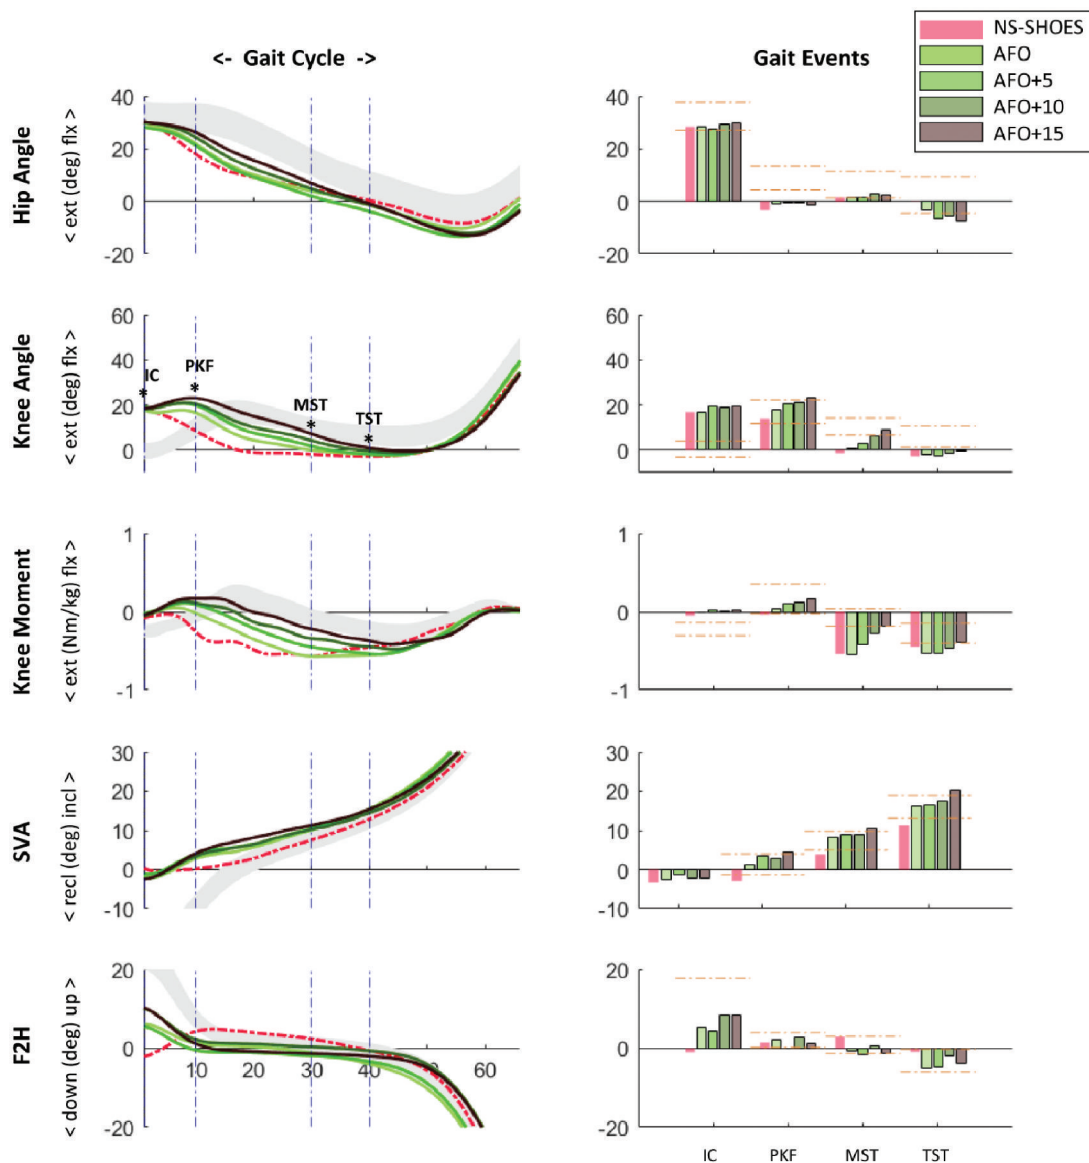 <- Gait Cycle ->
Gait Events
NS-SHOES
AFO
AFO+5
AFO+10
AFO+15
Hip Angle
< ext (deg) flx >
40
20
0
-20
40
20
0
-20
Knee Angle
< ext (deg) flx >
60
40
20
0
IC
*
PKF
*
MST
*
TST
*
60
40
20
0
Knee Moment
< ext (Nm/kg) flx >
1
0
-1
1
0
-1
SVA
< recl (deg) incl >
30
20
10
0
-10
30
20
10
0
-10
F2H
< down (deg) up >
20
0
-20
10 20 30 40 50 60
20
0
-20
IC PKF MST TST